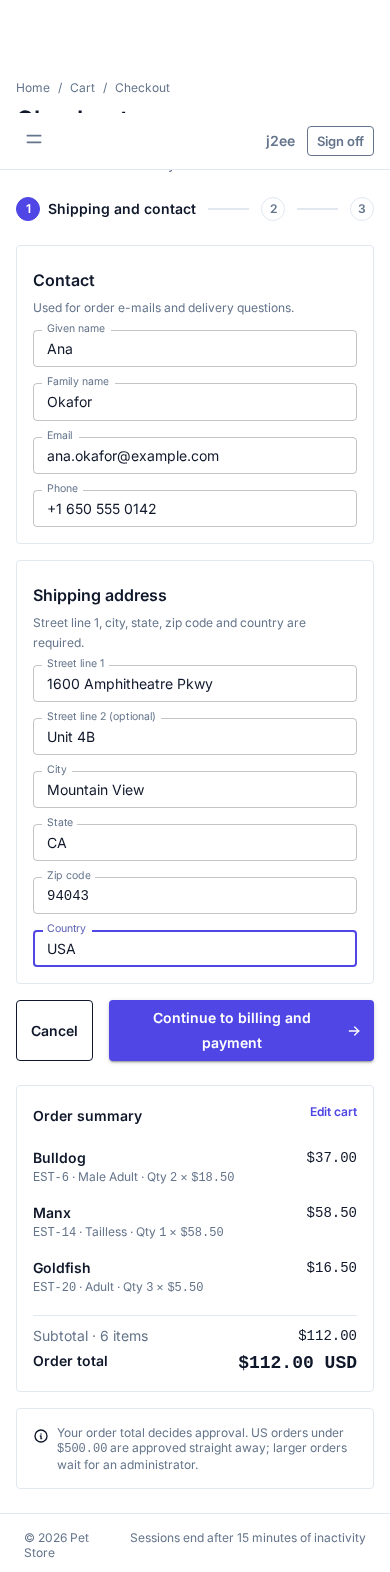 Home / Cart / Checkout
j2ee
Sign off
1 Shipping and contact 2 3
Contact
Used for order e-mails and delivery questions.
Given name
Ana
Family name
Okafor
Email
ana.okafor@example.com
Phone
+1 650 555 0142
Shipping address
Street line 1, city, state, zip code and country are
required.
Street line 1
1600 Amphitheatre Pkwy
Street line 2 (optional)
Unit 4B
City
Mountain View
State
CA
Zip code
94043
Country
USA
Cancel
Continue to billing and
payment
Order summary
Edit cart
Bulldog $37.00
EST-6 · Male Adult · Qty 2 × $18.50
Manx $58.50
EST-14 · Tailless · Qty 1 × $58.50
Goldfish $16.50
EST-20 · Adult · Qty 3 × $5.50
Subtotal · 6 items $112.00
Order total $112.00 USD
Your order total decides approval. US orders under
$500.00 are approved straight away; larger orders
wait for an administrator.
© 2026 Pet
Store
Sessions end after 15 minutes of inactivity